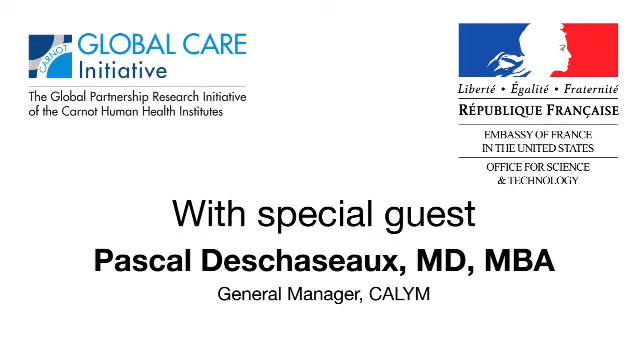 CARNOT
GLOBAL CARE
Initiative
The Global Partnership Research Initiative
of the Carnot Human Health Institutes
Liberté • Égalité • Fraternité
RÉPUBLIQUE FRANÇAISE
EMBASSY OF FRANCE
IN THE UNITED STATES
OFFICE FOR SCIENCE
& TECHNOLOGY
With special guest
Pascal Deschaseaux, MD, MBA
General Manager, CALYM